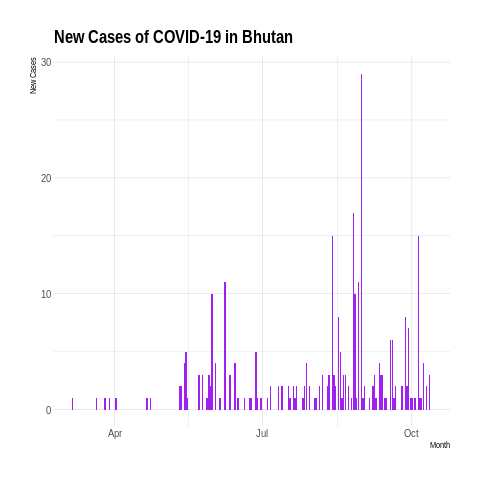 New Cases of COVID-19 in Bhutan
New Cases
30
20
10
0
Apr
Jul
Oct
Month